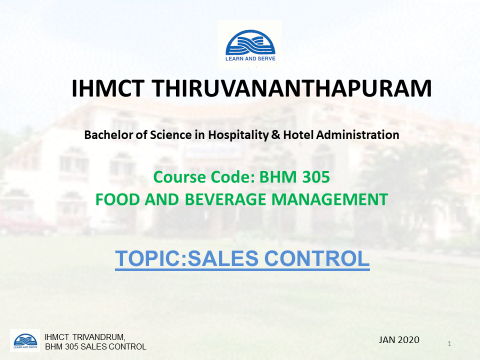 LEARN AND SERVE
IHMCT THIRUVANANTHAPURAM
Bachelor of Science in Hospitality & Hotel Administration
Course Code: BHM 305
FOOD AND BEVERAGE MANAGEMENT
TOPIC:SALES CONTROL
IHMCT TRIVANDRUM,
BHM 305 SALES CONTROL
JAN 2020
1